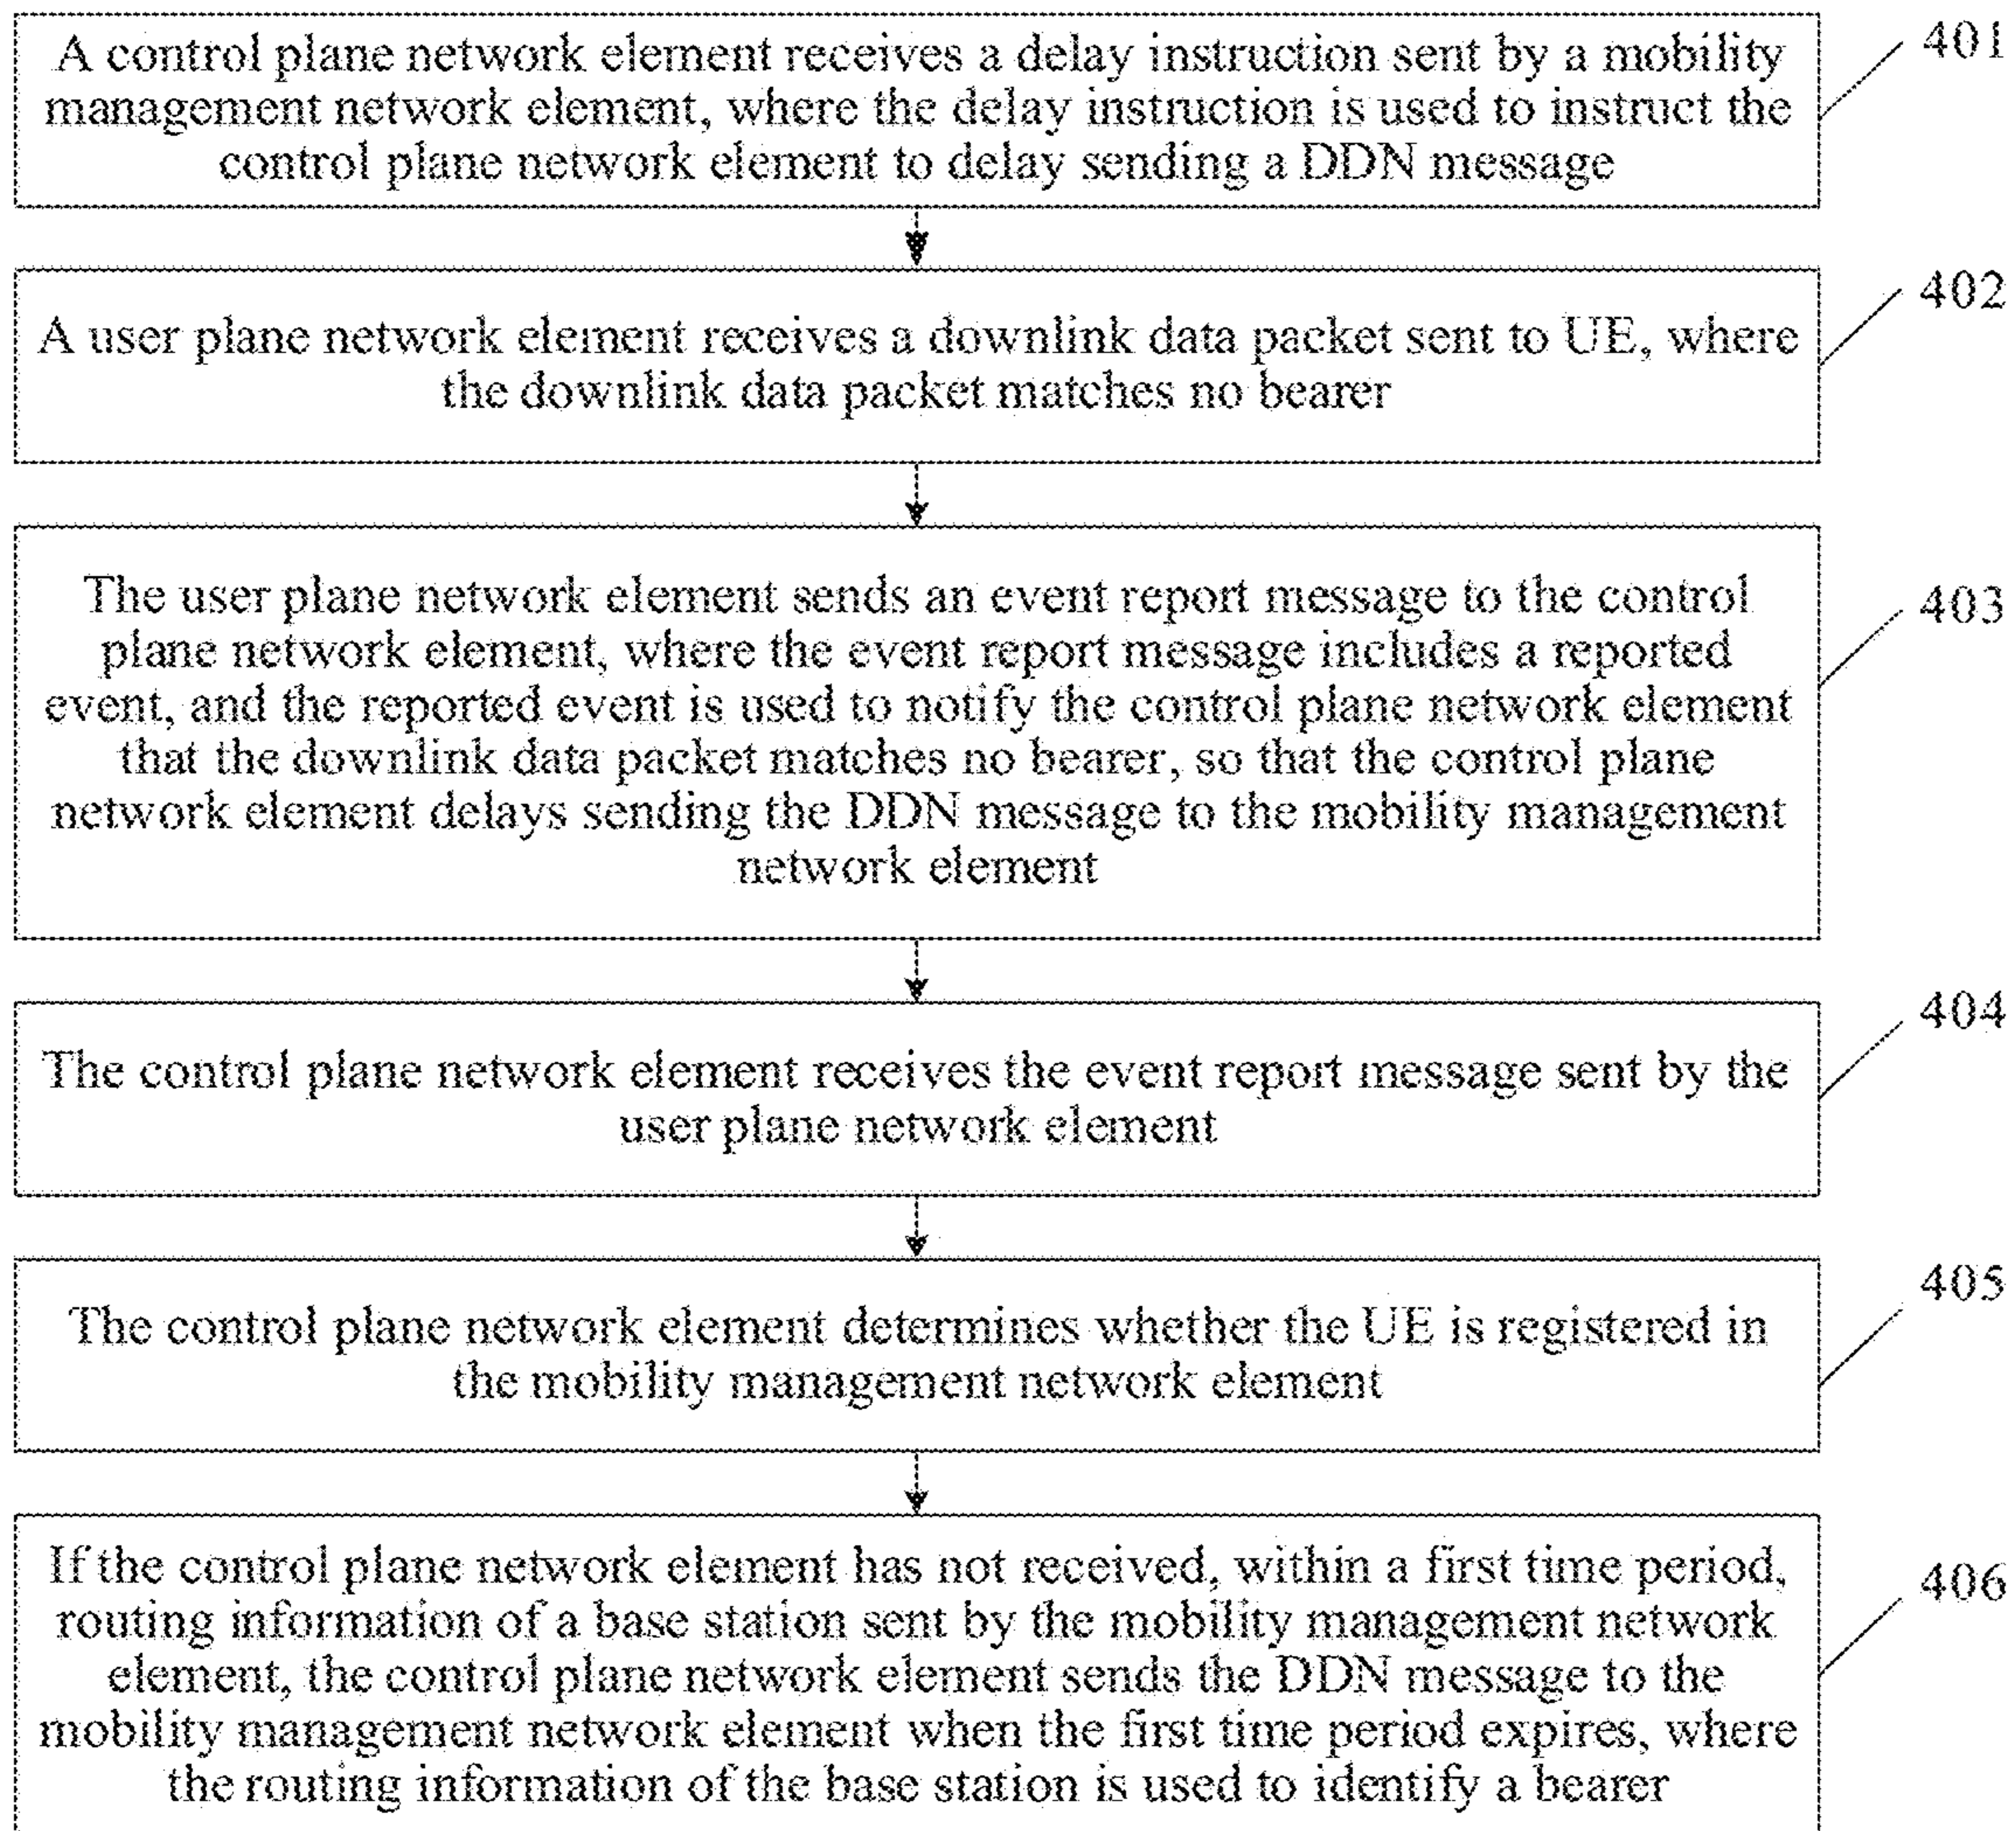 A control plane network element receives a delay instruction sent by a mobility
management network element, where the delay instruction is used to instruct the
control plane network element to delay sending a DDN message
401
A user plane network element receives a downlink data packet sent to UE, where
the downlink data packet matches no bearer
402
The user plane network element sends an event report message to the control
plane network element, where the event report message includes a reported
event, and the reported event is used to notify the control plane network element
that the downlink data packet matches no bearer, so that the control plane
network element delays sending the DDN message to the mobility management
network element
403
The control plane network element receives the event report message sent by the
user plane network element
404
The control plane network element determines whether the UE is registered in
the mobility management network element
405
If the control plane network element has not received, within a first time period,
routing information of a base station sent by the mobility management network
element, the control plane network element sends the DDN message to the
mobility management network element when the first time period expires, where
the routing information of the base station is used to identify a bearer
406